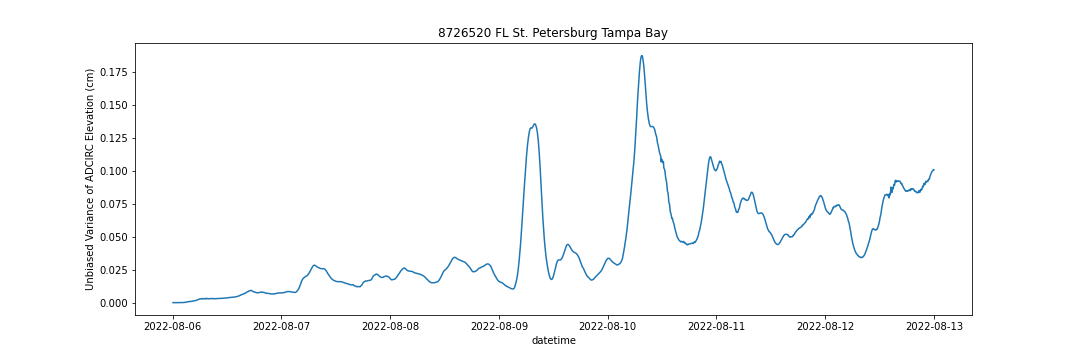 8726520 FL St. Petersburg Tampa Bay
Unbiased Variance of ADCIRC Elevation (cm)
0.175
0.150
0.125
0.100
0.075
0.050
0.025
0.000
2022-08-06 2022-08-07 2022-08-08 2022-08-09 2022-08-10 2022-08-11 2022-08-12 2022-08-13
datetime